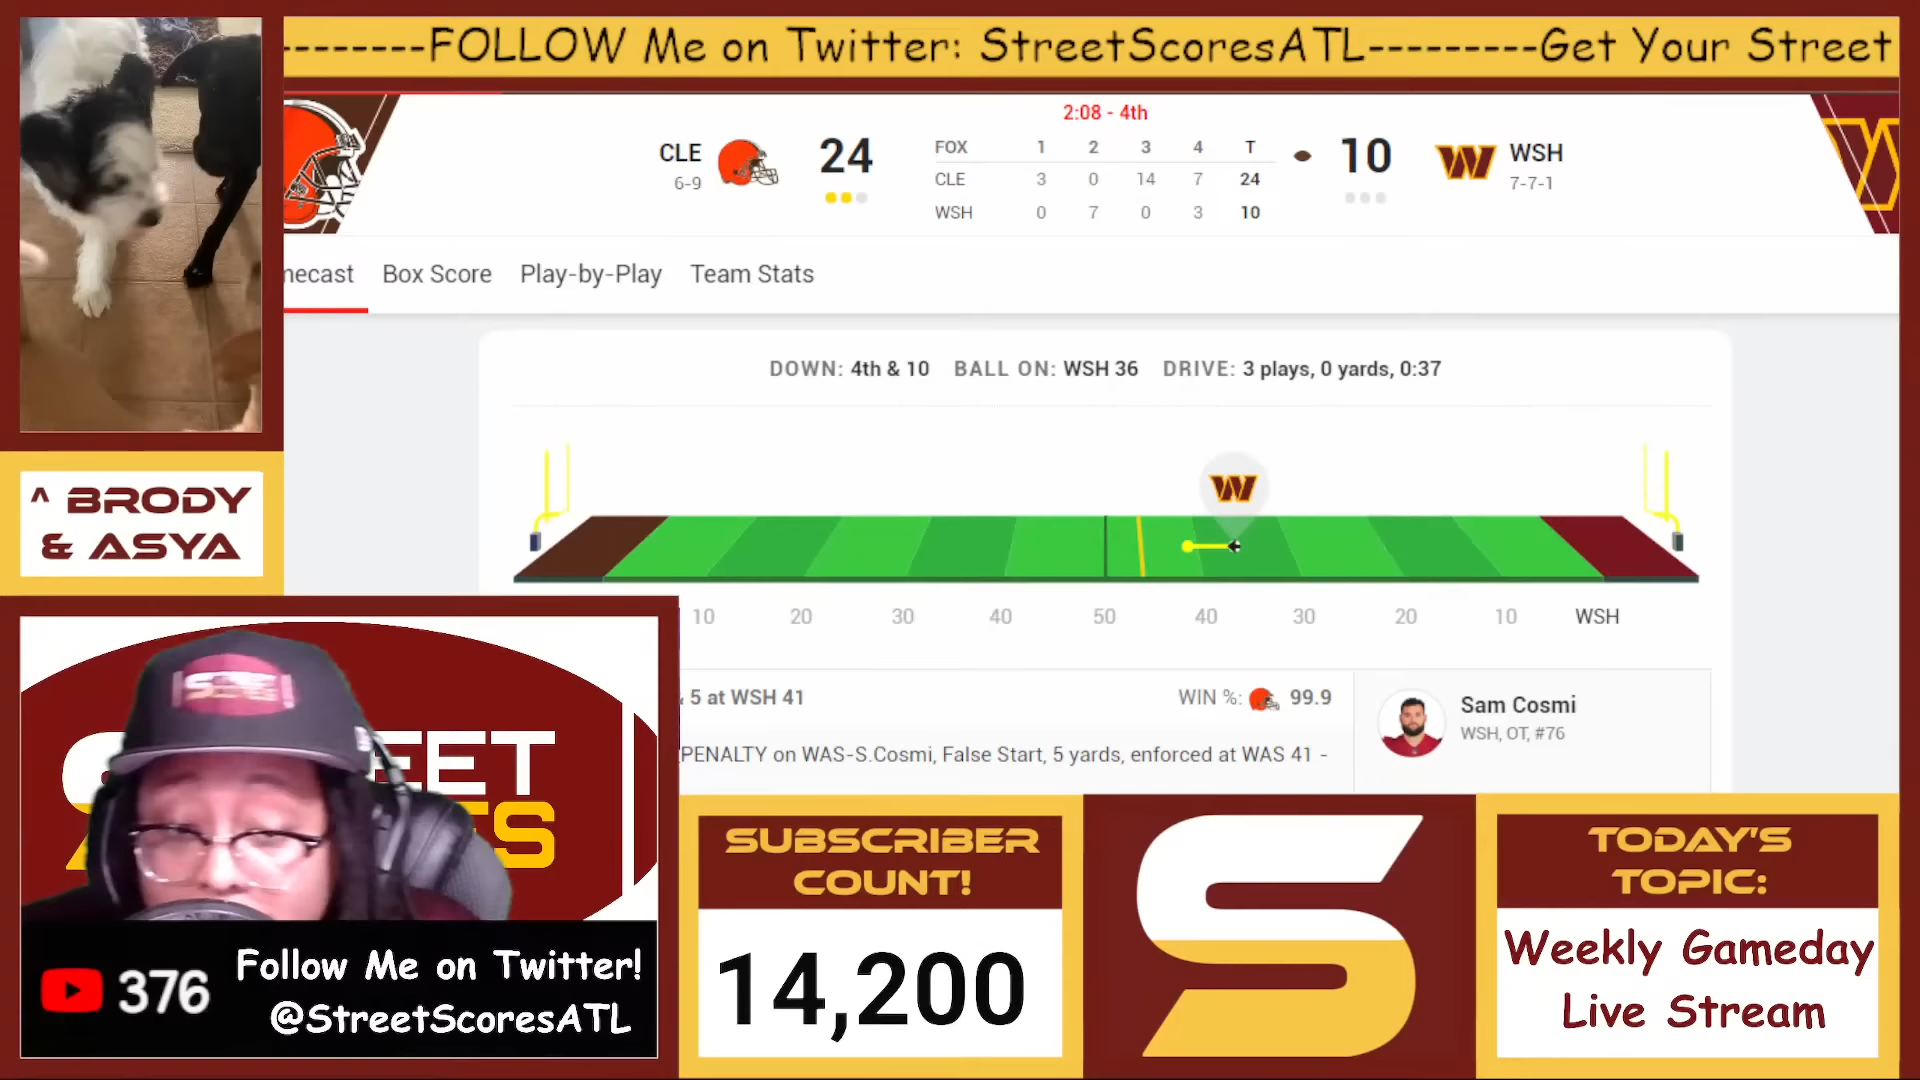 --------FOLLOW Me on Twitter: StreetScoresATL---------Get Your Street
2:08 - 4th
CLE 24 FOX 1 2 3 4 T 10 WSH
6-9 CLE 3 0 14 7 24 7-7-1
WSH 0 7 0 3 10
necast Box Score Play-by-Play Team Stats
DOWN: 4th & 10 BALL ON: WSH 36 DRIVE: 3 plays, 0 yards, 0:37
W
^ BRODY
& ASYA
10 20 30 40 50 40 30 20 10 WSH
& 5 at WSH 41 WIN %: 99.9
PENALTY on WAS-S.Cosmi, False Start, 5 yards, enforced at WAS 41 -
Sam Cosmi
WSH, OT, #76
STREET
376
Follow Me on Twitter!
@StreetScoresATL
SUBSCRIBER
COUNT!
14,200
S
TODAY'S
TOPIC:
Weekly Gameday
Live Stream